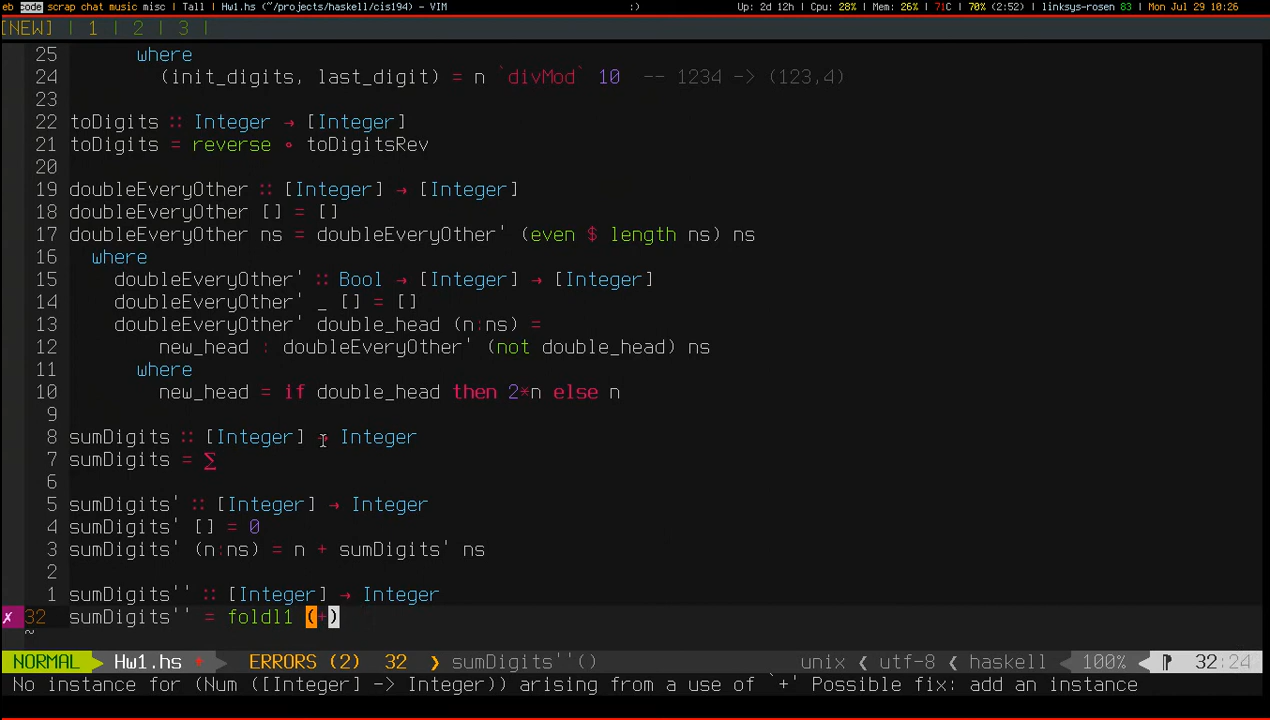 eb code scrap chat music misc | Tall | Hw1.hs (~/projects/haskell/cis194) - VIM :) Up: 2d 12h | Cpu: 28% | Mem: 26% | 71C | 70% (2:52) | linksys-rosen 83 | Mon Jul 29 10:26
[NEW] | 1 | 2 | 3 |
25 where
24 (init_digits, last_digit) = n `divMod` 10 -- 1234 -> (123,4)
23
22 toDigits ∷ Integer → [Integer]
21 toDigits = reverse ∘ toDigitsRev
20
19 doubleEveryOther ∷ [Integer] → [Integer]
18 doubleEveryOther [] = []
17 doubleEveryOther ns = doubleEveryOther' (even $ length ns) ns
16 where
15 doubleEveryOther' ∷ Bool → [Integer] → [Integer]
14 doubleEveryOther' _ [] = []
13 doubleEveryOther' double_head (n:ns) =
12 new_head : doubleEveryOther' (not double_head) ns
11 where
10 new_head = if double_head then 2*n else n
9
8 sumDigits ∷ [Integer] → Integer
7 sumDigits = ∑
6
5 sumDigits' ∷ [Integer] → Integer
4 sumDigits' [] = 0
3 sumDigits' (n:ns) = n + sumDigits' ns
2
1 sumDigits'' ∷ [Integer] → Integer
✗ 32 sumDigits'' = foldl1 (+)
~
NORMAL Hw1.hs ERRORS (2) 32 ❯ sumDigits''() unix ❮ utf-8 ❮ haskell 100% 32:24
No instance for (Num ([Integer] -> Integer)) arising from a use of `+' Possible fix: add an instance